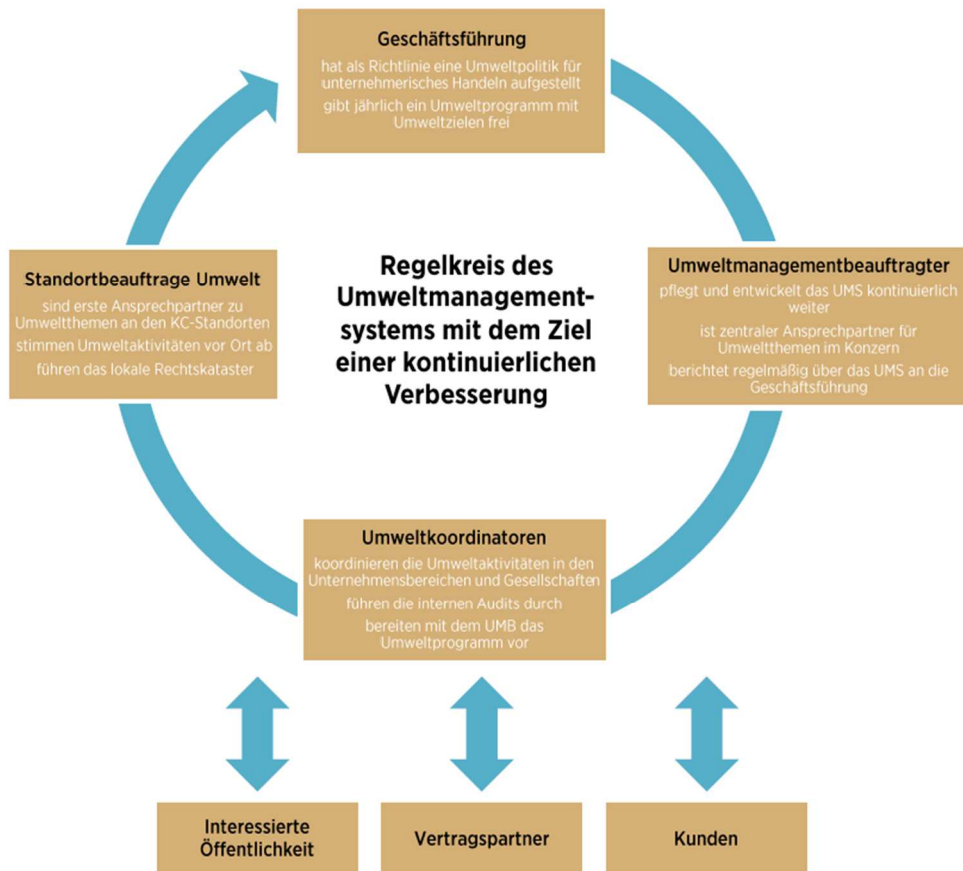 Geschäftsführung
hat als Richtlinie eine Umweltpolitik für
unternehmerisches Handeln aufgestellt
gibt jährlich ein Umweltprogramm mit
Umweltzielen frei
Standortbeauftrage Umwelt
sind erste Ansprechpartner zu
Umweltthemen an den KC-Standorten
stimmen Umweltaktivitäten vor Ort ab
führen das lokale Rechtskataster
Regelkreis des
Umweltmanagement-
systems mit dem Ziel
einer kontinuierlichen
Verbesserung
Umweltmanagementbeauftragter
pflegt und entwickelt das UMS kontinuierlich
weiter
ist zentraler Ansprechpartner für
Umweltthemen im Konzern
berichtet regelmäßig über das UMS an die
Geschäftsführung
Umweltkoordinatoren
koordinieren die Umweltaktivitäten in den
Unternehmensbereichen und Gesellschaften
führen die internen Audits durch
bereiten mit dem UMB das
Umweltprogramm vor
Interessierte
Öffentlichkeit
Vertragspartner
Kunden